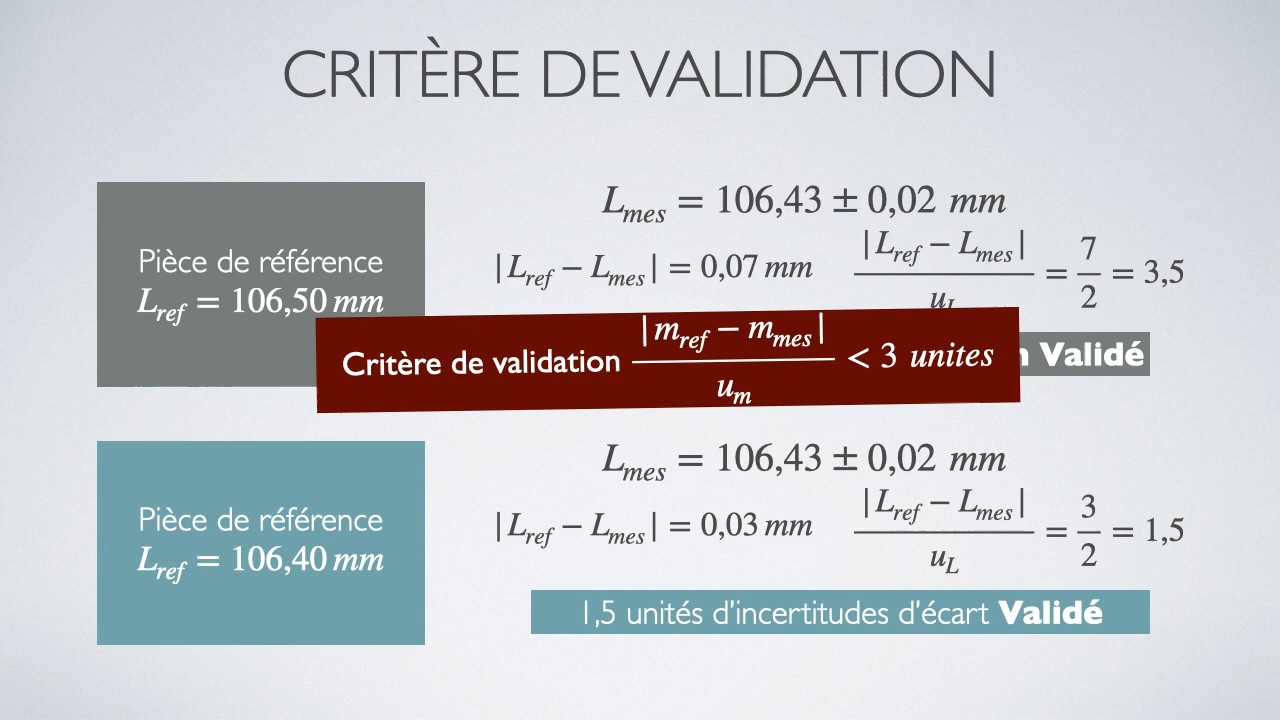 CRITÈRE DE VALIDATION
Pièce de référence
L_ref = 106,50 mm
L_mes = 106,43 ± 0,02 mm
|L_ref − L_mes| = 0,07 mm
|L_ref − L_mes| / u_L = 7/2 = 3,5
Validé
Critère de validation |m_ref − m_mes| / u_m < 3 unites
Pièce de référence
L_ref = 106,40 mm
L_mes = 106,43 ± 0,02 mm
|L_ref − L_mes| = 0,03 mm
|L_ref − L_mes| / u_L = 3/2 = 1,5
1,5 unités d’incertitudes d’écart Validé